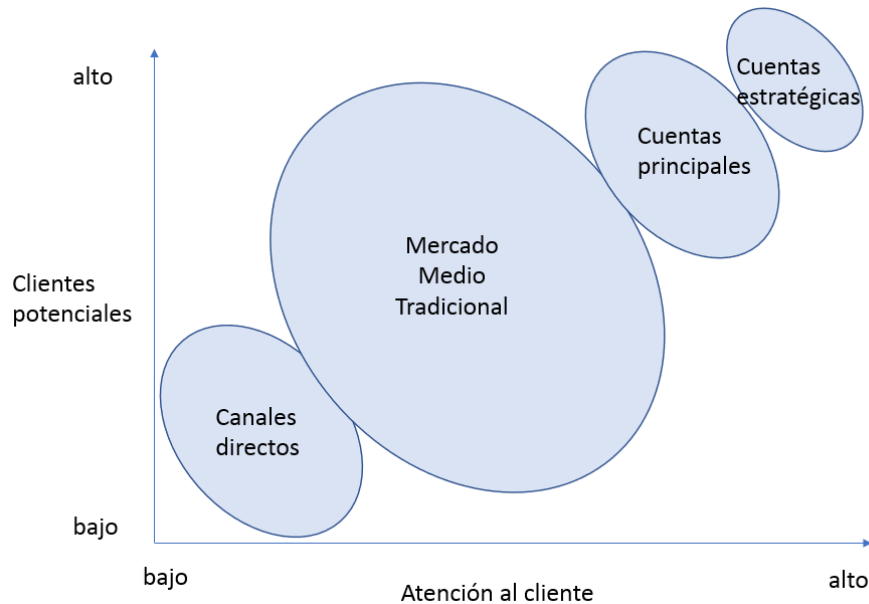 alto
Cuentas
estratégicas
Cuentas
principales
Mercado
Medio
Tradicional
Clientes
potenciales
Canales
directos
bajo
bajo
Atención al cliente
alto